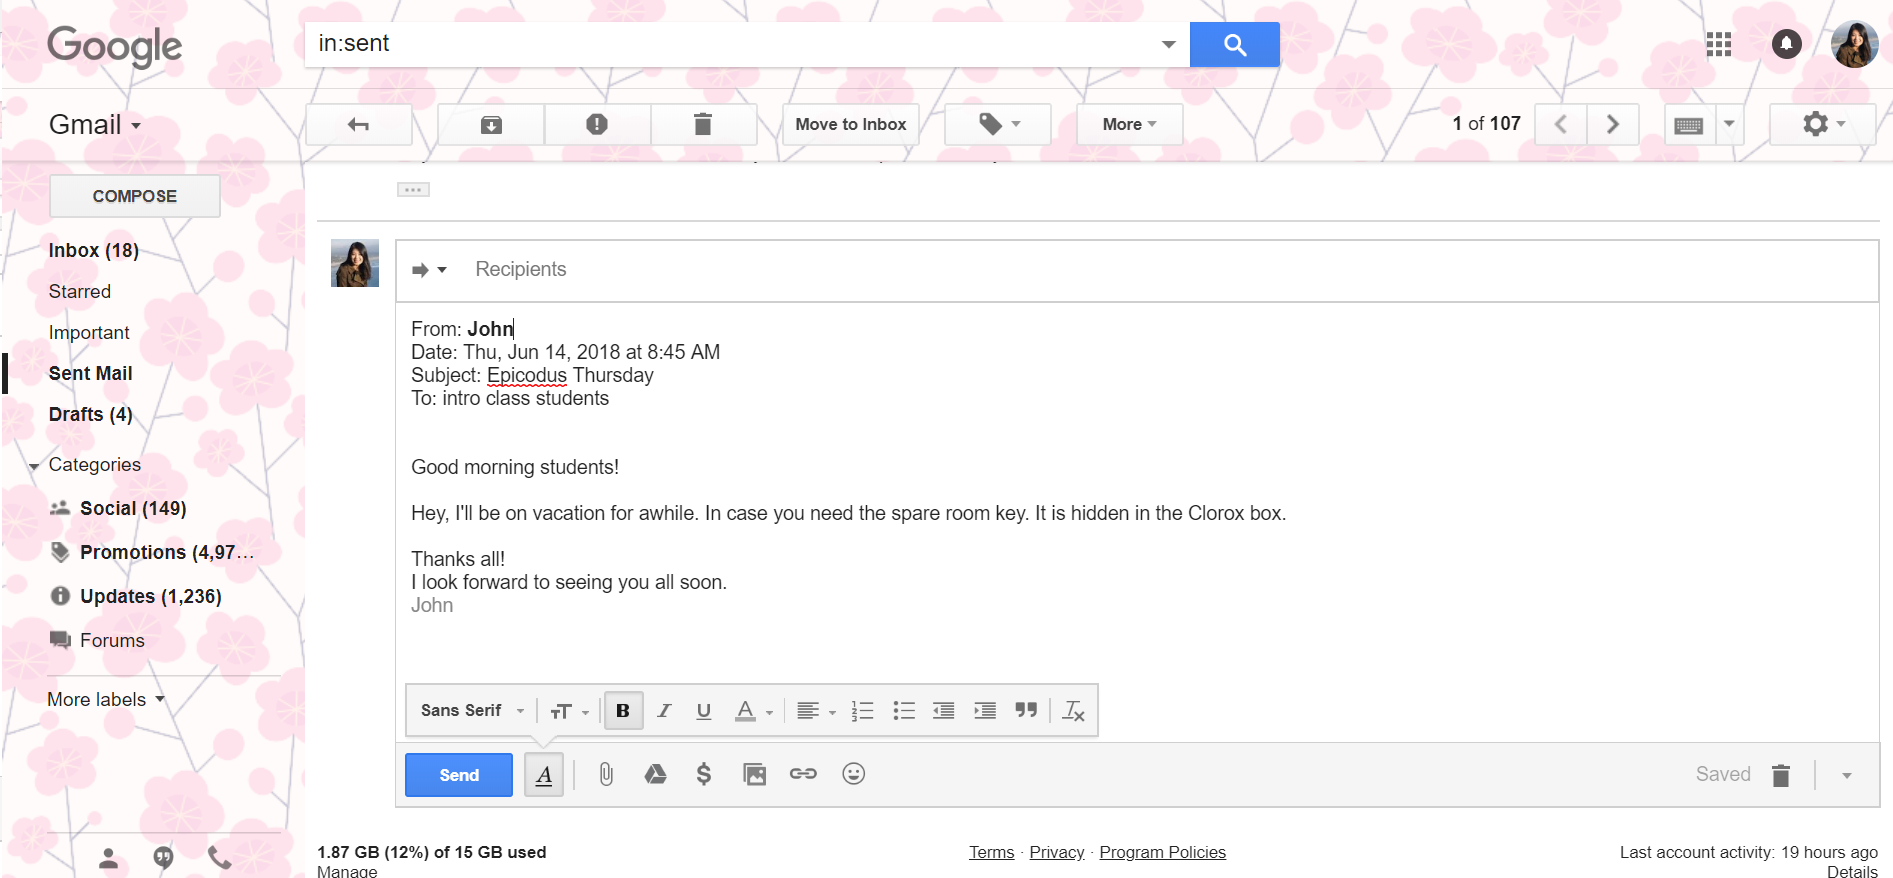 Google
in:sent
Gmail
Move to Inbox
More
1 of 107
COMPOSE
Inbox (18)
Starred
Important
Sent Mail
Drafts (4)
Categories
Social (149)
Promotions (4,97...
Updates (1,236)
Forums
More labels
Recipients
From: John
Date: Thu, Jun 14, 2018 at 8:45 AM
Subject: Epicodus Thursday
To: intro class students
Good morning students!
Hey, I'll be on vacation for awhile. In case you need the spare room key. It is hidden in the Clorox box.
Thanks all!
I look forward to seeing you all soon.
John
Sans Serif
Send
Saved
1.87 GB (12%) of 15 GB used
Manage
Terms · Privacy · Program Policies
Last account activity: 19 hours ago
Details